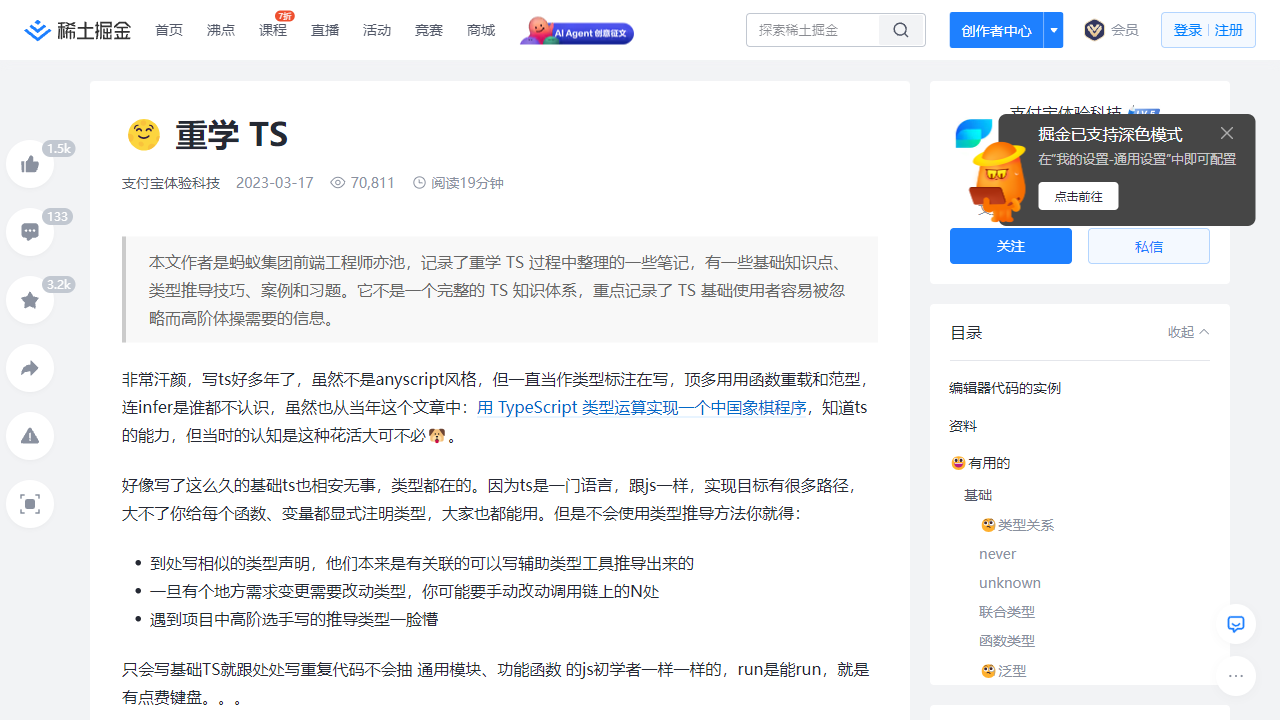 稀土掘金
首页
沸点
课程
7折
直播
活动
竞赛
商城
AI Agent 创意征文
探索稀土掘金
创作者中心
会员
登录
注册
1.5k
133
3.2k
重学 TS
支付宝体验科技 2023-03-17 70,811 阅读19分钟
本文作者是蚂蚁集团前端工程师亦池，记录了重学 TS 过程中整理的一些笔记，有一些基础知识点、
类型推导技巧、案例和习题。它不是一个完整的 TS 知识体系，重点记录了 TS 基础使用者容易被忽
略而高阶体操需要的信息。
非常汗颜，写ts好多年了，虽然不是anyscript风格，但一直当作类型标注在写，顶多用用函数重载和范型，
连infer是谁都不认识，虽然也从当年这个文章中：用 TypeScript 类型运算实现一个中国象棋程序，知道ts
的能力，但当时的认知是这种花活大可不必🐶。
好像写了这么久的基础ts也相安无事，类型都在的。因为ts是一门语言，跟js一样，实现目标有很多路径，
大不了你给每个函数、变量都显式注明类型，大家也都能用。但是不会使用类型推导方法你就得：
到处写相似的类型声明，他们本来是有关联的可以写辅助类型工具推导出来的
一旦有个地方需求变更需要改动类型，你可能要手动改动调用链上的N处
遇到项目中高阶选手写的推导类型一脸懵
只会写基础TS就跟处处写重复代码不会抽 通用模块、功能函数 的js初学者一样一样的，run是能run，就是
有点费键盘。。。
支付宝体验科技
掘金已支持深色模式
在“我的设置-通用设置”中即可配置
点击前往
关注
私信
目录
收起
编辑器代码的实例
资料
😀有用的
基础
类型关系
never
unknown
联合类型
函数类型
泛型